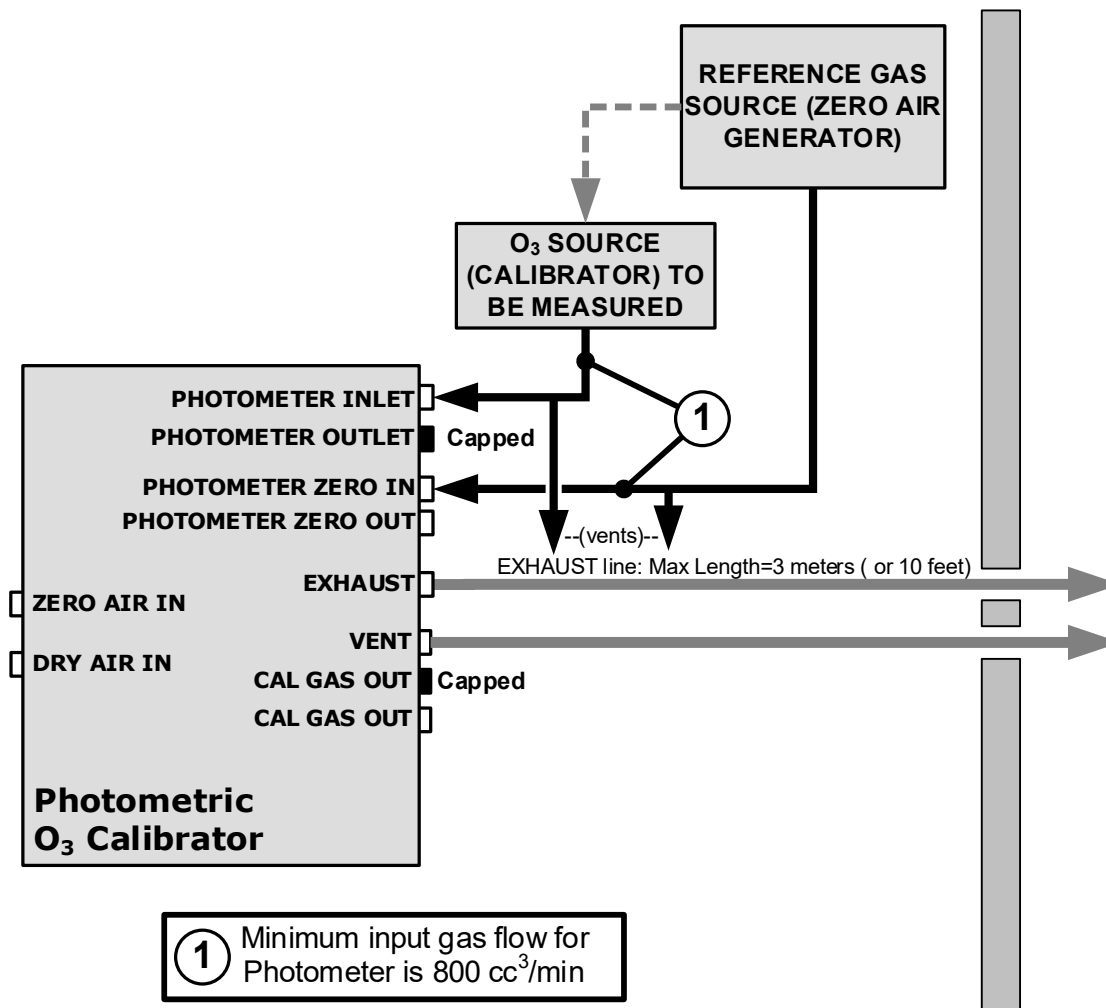 REFERENCE GAS
SOURCE (ZERO AIR
GENERATOR)
O₃ SOURCE
(CALIBRATOR) TO
BE MEASURED
PHOTOMETER INLET
1
PHOTOMETER OUTLET
Capped
PHOTOMETER ZERO IN
PHOTOMETER ZERO OUT
--(vents)--
EXHAUST line: Max Length=3 meters ( or 10 feet)
EXHAUST
ZERO AIR IN
VENT
DRY AIR IN
CAL GAS OUT
Capped
CAL GAS OUT
Photometric
O₃ Calibrator
1
Minimum input gas flow for
Photometer is 800 cc³/min